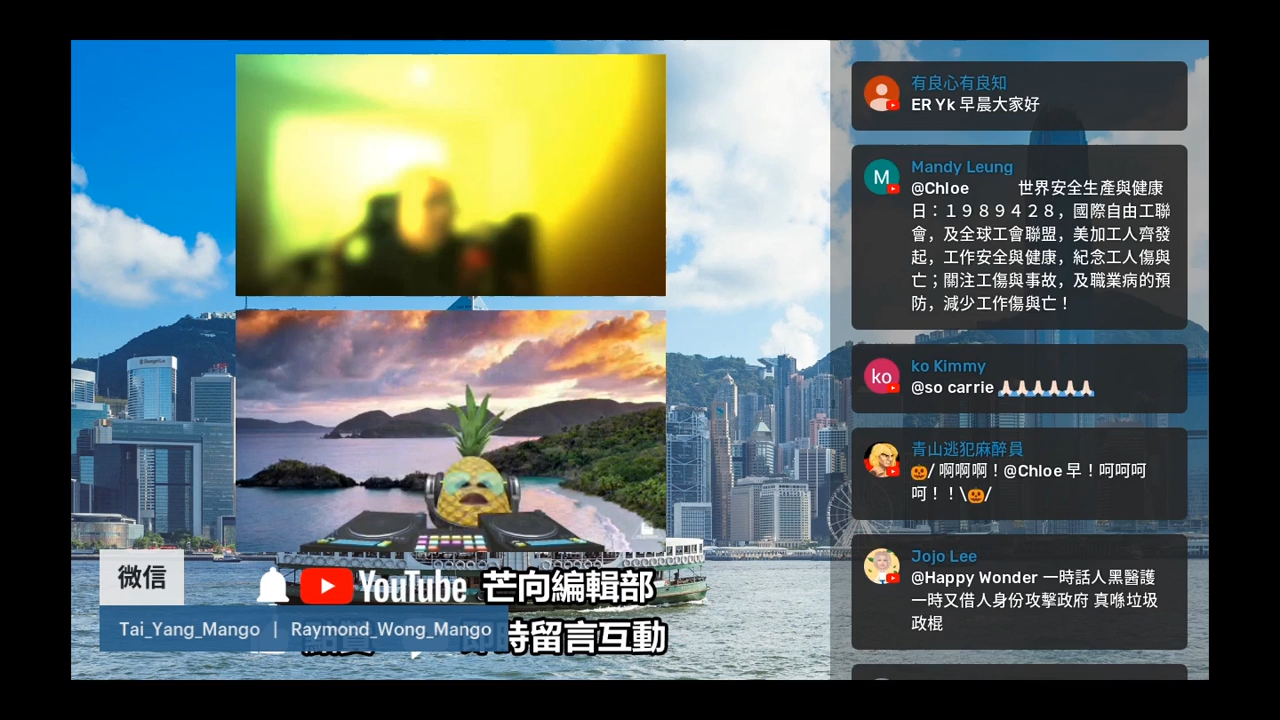 YouTube 芒向編輯部
時留言互動
微信
Tai_Yang_Mango | Raymond_Wong_Mango
有良心有良知
ER Yk 早晨大家好
M
Mandy Leung
@Chloe 世界安全生產與健康
日：１９８９４２８，國際自由工聯
會，及全球工會聯盟，美加工人齊發
起，工作安全與健康，紀念工人傷與
亡；關注工傷與事故，及職業病的預
防，減少工作傷與亡！
ko
ko Kimmy
@so carrie 🙏🏻🙏🏻🙏🏻🙏🏻🙏🏻🙏🏻
青山逃犯麻醉員
🎃/ 啊啊啊！@Chloe 早！呵呵呵
呵！！\🎃/
Jojo Lee
@Happy Wonder 一時話人黑醫護
一時又借人身份攻擊政府 真喺垃圾
政棍